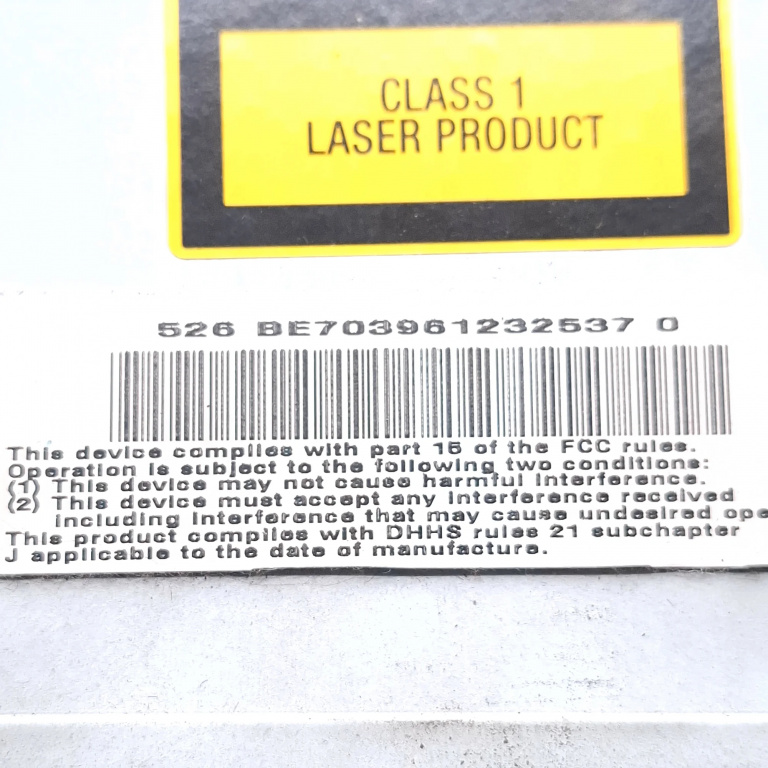 CLASS 1
LASER PRODUCT
526 BE703961232537 0
This device complies with part 15 of the FCC rules.
Operation is subject to the following two conditions:
(1) This device may not cause harmful interference.
(2) This device must accept any interference received
including interference that may cause undesired ope
This product complies with DHHS rules 21 subchapter
J applicable to the date of manufacture.